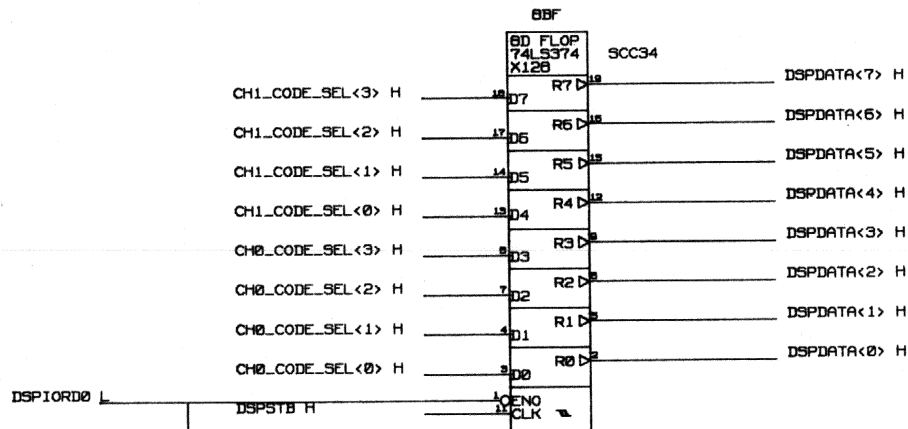 8BF
8D FLOP
74LS374
X128
SCC34
CH1_CODE_SEL<3> H 18 D7 R7 19 DSPDATA<7> H
CH1_CODE_SEL<2> H 17 D6 R6 16 DSPDATA<6> H
CH1_CODE_SEL<1> H 14 D5 R5 15 DSPDATA<5> H
CH1_CODE_SEL<0> H 13 D4 R4 12 DSPDATA<4> H
CH0_CODE_SEL<3> H 8 D3 R3 9 DSPDATA<3> H
CH0_CODE_SEL<2> H 7 D2 R2 6 DSPDATA<2> H
CH0_CODE_SEL<1> H 4 D1 R1 5 DSPDATA<1> H
CH0_CODE_SEL<0> H 3 D0 R0 2 DSPDATA<0> H
DSPIORD0 L 1 ENO
DSPSTB H 11 CLK